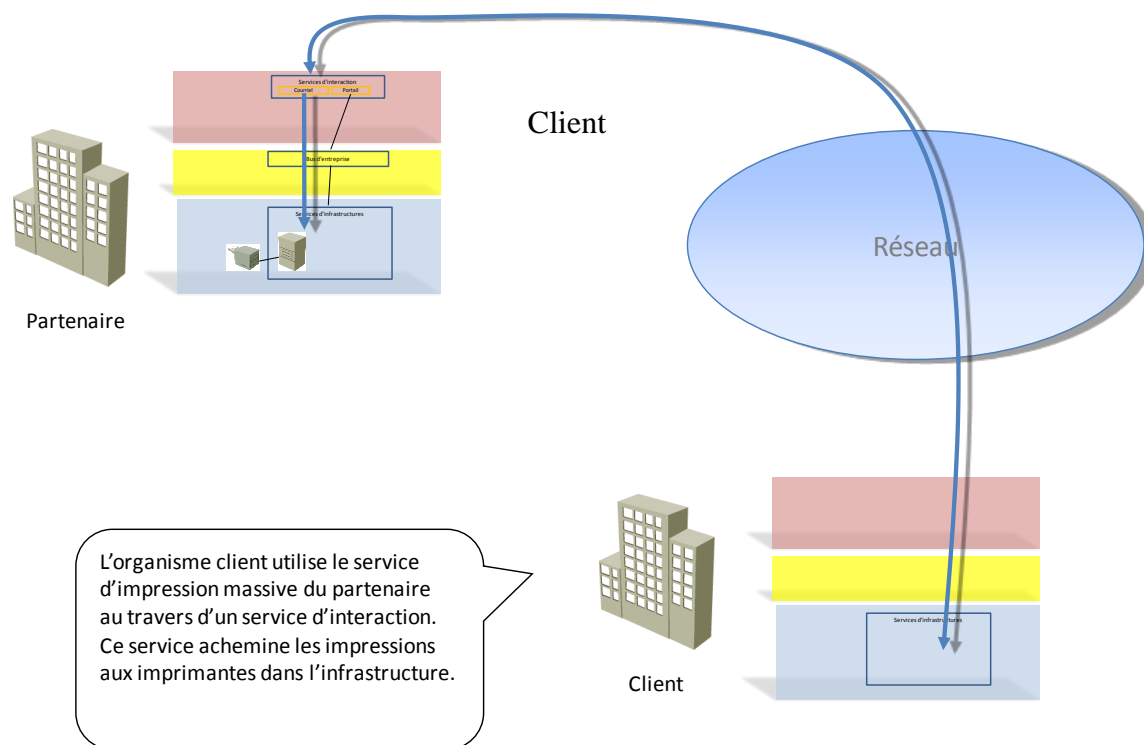 Services d'interaction
Courriel
Portail
Client
Bus d'entreprise
Services d'infrastructures
Réseau
Partenaire
L'organisme client utilise le service
d'impression massive du partenaire
au travers d'un service d'interaction.
Ce service achemine les impressions
aux imprimantes dans l'infrastructure.
Services d'infrastructures
Client